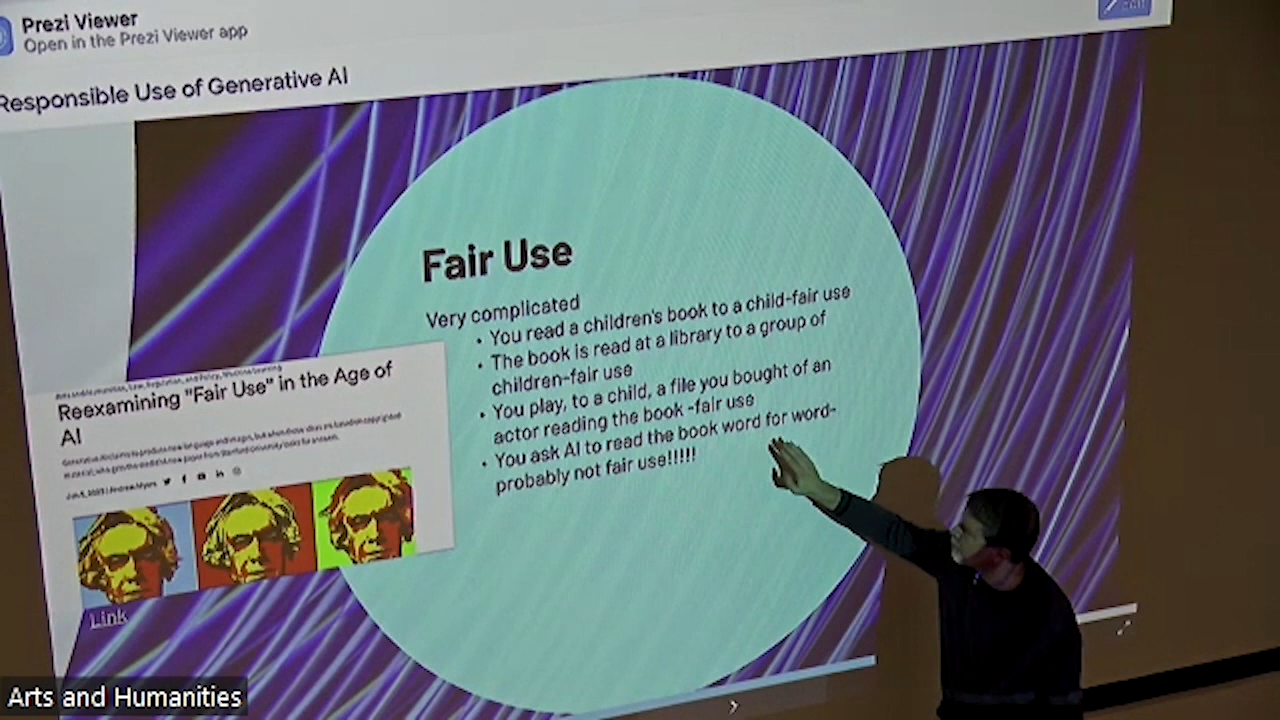 Prezi Viewer
Open in the Prezi Viewer app
Edit
Responsible Use of Generative AI
Fair Use
Very complicated
• You read a children's book to a child-fair use
• The book is read at a library to a group of
children-fair use
• You play, to a child, a file you bought of an
actor reading the book -fair use
• You ask AI to read the book word for word-
probably not fair use!!!!!
Reexamining "Fair Use" in the Age of
AI
Link
Arts and Humanities